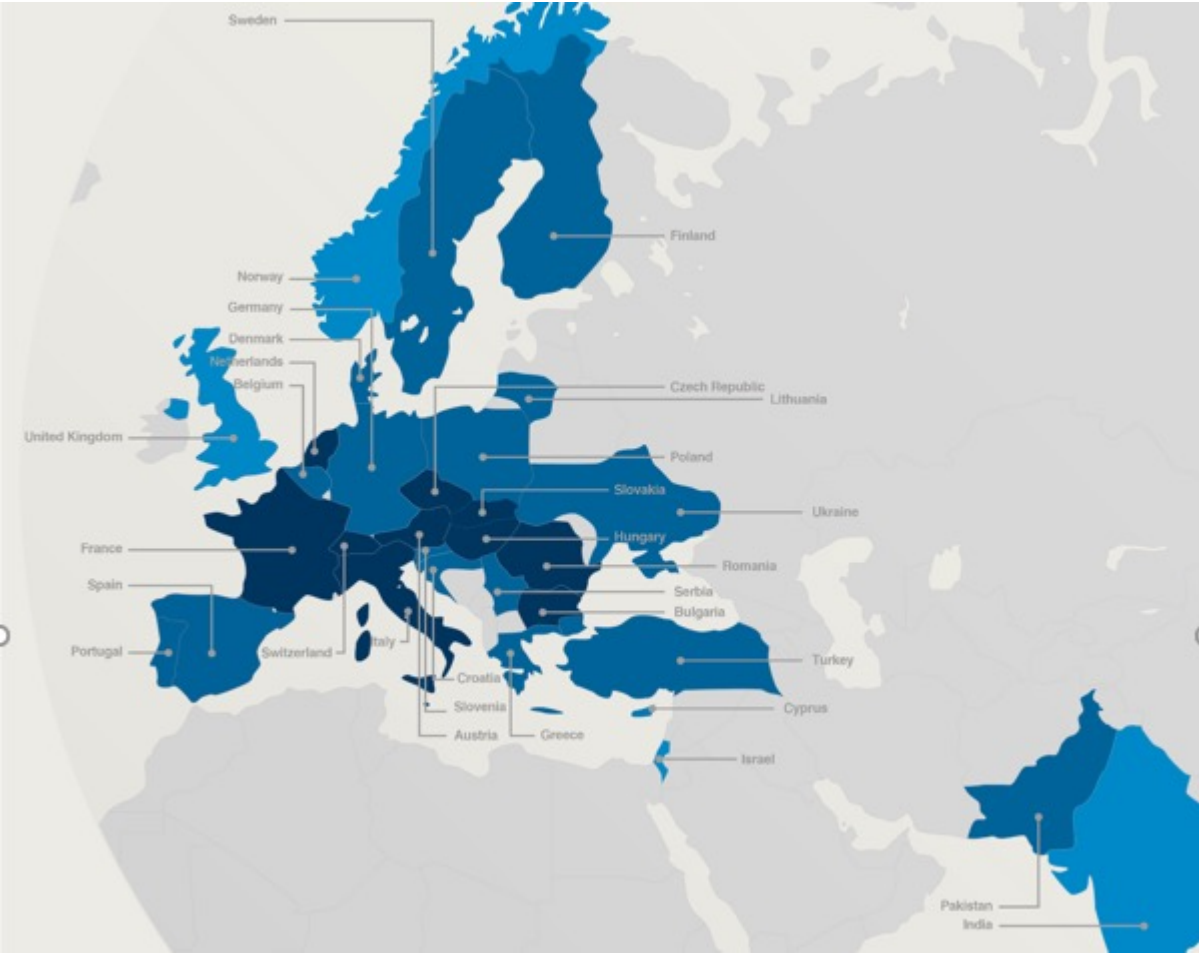 Sweden
Finland
Norway
Germany
Denmark
Netherlands
Belgium
Czech Republic
Lithuania
United Kingdom
Poland
Slovakia
Ukraine
Hungary
France
Romania
Spain
Serbia
Bulgaria
Italy
Portugal
Switzerland
Turkey
Croatia
Slovenia
Cyprus
Austria
Greece
Israel
Pakistan
India